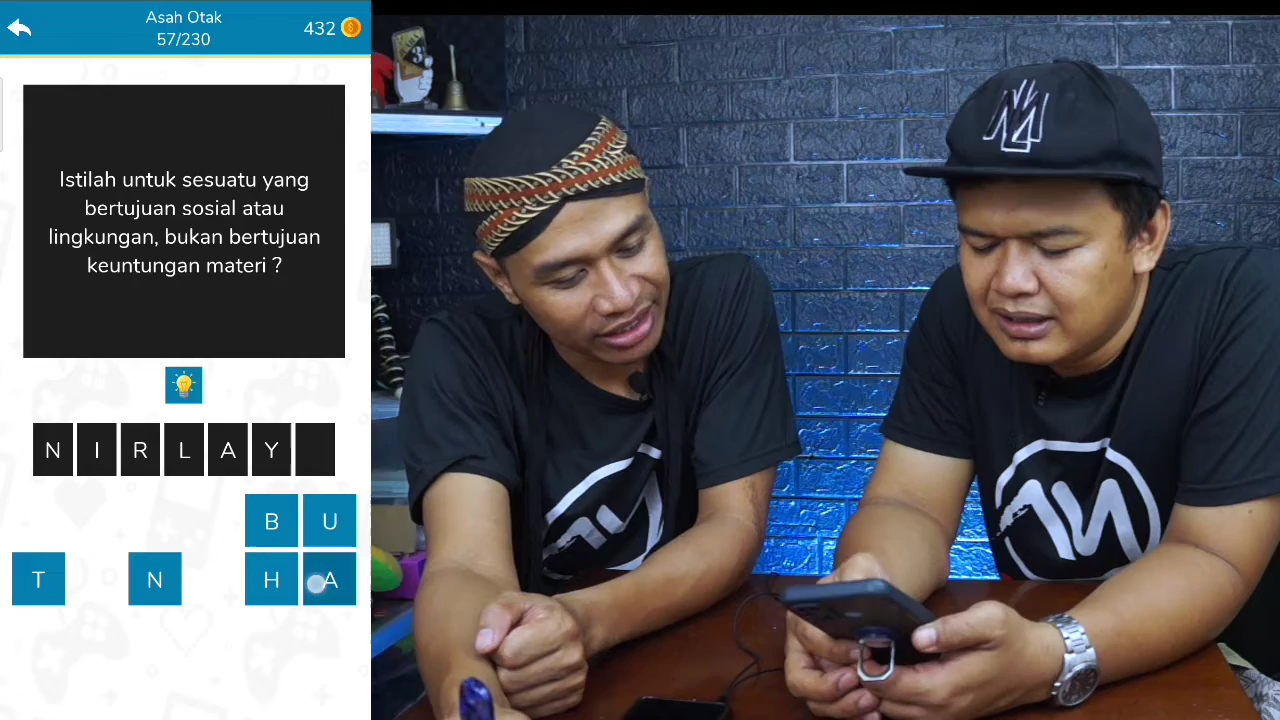 Asah Otak
57/230
432
Istilah untuk sesuatu yang
bertujuan sosial atau
lingkungan, bukan bertujuan
keuntungan materi ?
N I R L A Y
B U
T N H A